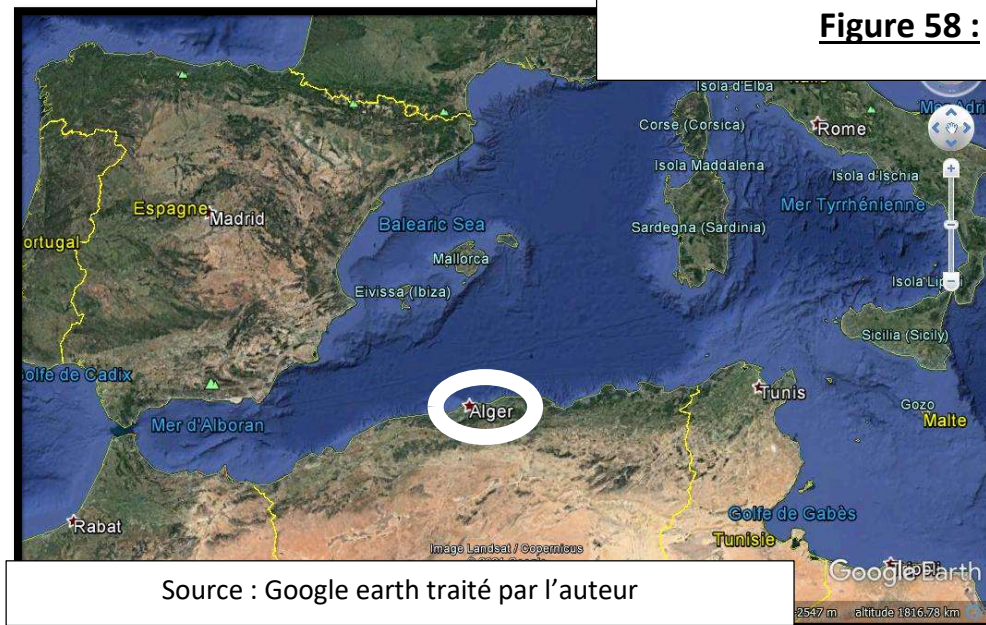 Figure 58 :
Isola d'Elba
Corse (Corsica)
Rome
Isola Maddalena
Isola d'Ischia
Espagne
Madrid
Balearic Sea
Mer Tyrrhénienne
Sardegna (Sardinia)
ortugal
Mallorca
Eivissa (Ibiza)
Sicilia (Sicily)
olfe de Cadix
Alger
Tunis
Gozo
Malte
Mer d'Alboran
Golfe de Gabès
Rabat
Tunisie
Image Landsat / Copernicus
Google Earth
Source : Google earth traité par l'auteur
2547 m altitude 1816.78 km